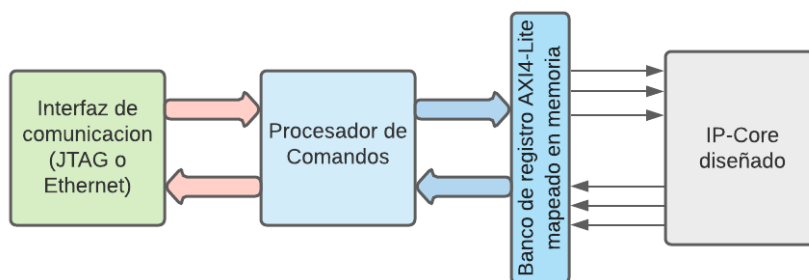 Interfaz de
comunicacion
(JTAG o
Ethernet)
Procesador de
Comandos
Banco de registro AXI4-Lite
mapeado en memoria
IP-Core
diseñado